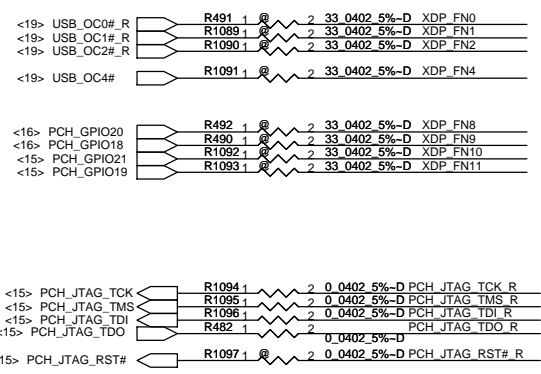 <19> USB_OC0#_R R491 1 @ 2 33_0402_5%~D XDP_FN0
<19> USB_OC1#_R R1089 1 @ 2 33_0402_5%~D XDP_FN1
<19> USB_OC2#_R R1090 1 @ 2 33_0402_5%~D XDP_FN2
<19> USB_OC4# R1091 1 @ 2 33_0402_5%~D XDP_FN4
<16> PCH_GPIO20 R492 1 @ 2 33_0402_5%~D XDP_FN8
<16> PCH_GPIO18 R490 1 @ 2 33_0402_5%~D XDP_FN9
<15> PCH_GPIO21 R1092 1 @ 2 33_0402_5%~D XDP_FN10
<15> PCH_GPIO19 R1093 1 @ 2 33_0402_5%~D XDP_FN11
<15> PCH_JTAG_TCK R1094 1 2 0_0402_5%~D PCH_JTAG_TCK_R
<15> PCH_JTAG_TMS R1095 1 2 0_0402_5%~D PCH_JTAG_TMS_R
<15> PCH_JTAG_TDI R1096 1 2 0_0402_5%~D PCH_JTAG_TDI_R
15> PCH_JTAG_TDO R482 1 2 PCH_JTAG_TDO_R
0_0402_5%~D
15> PCH_JTAG_RST# R1097 1 @ 2 0_0402_5%~D PCH_JTAG_RST#_R